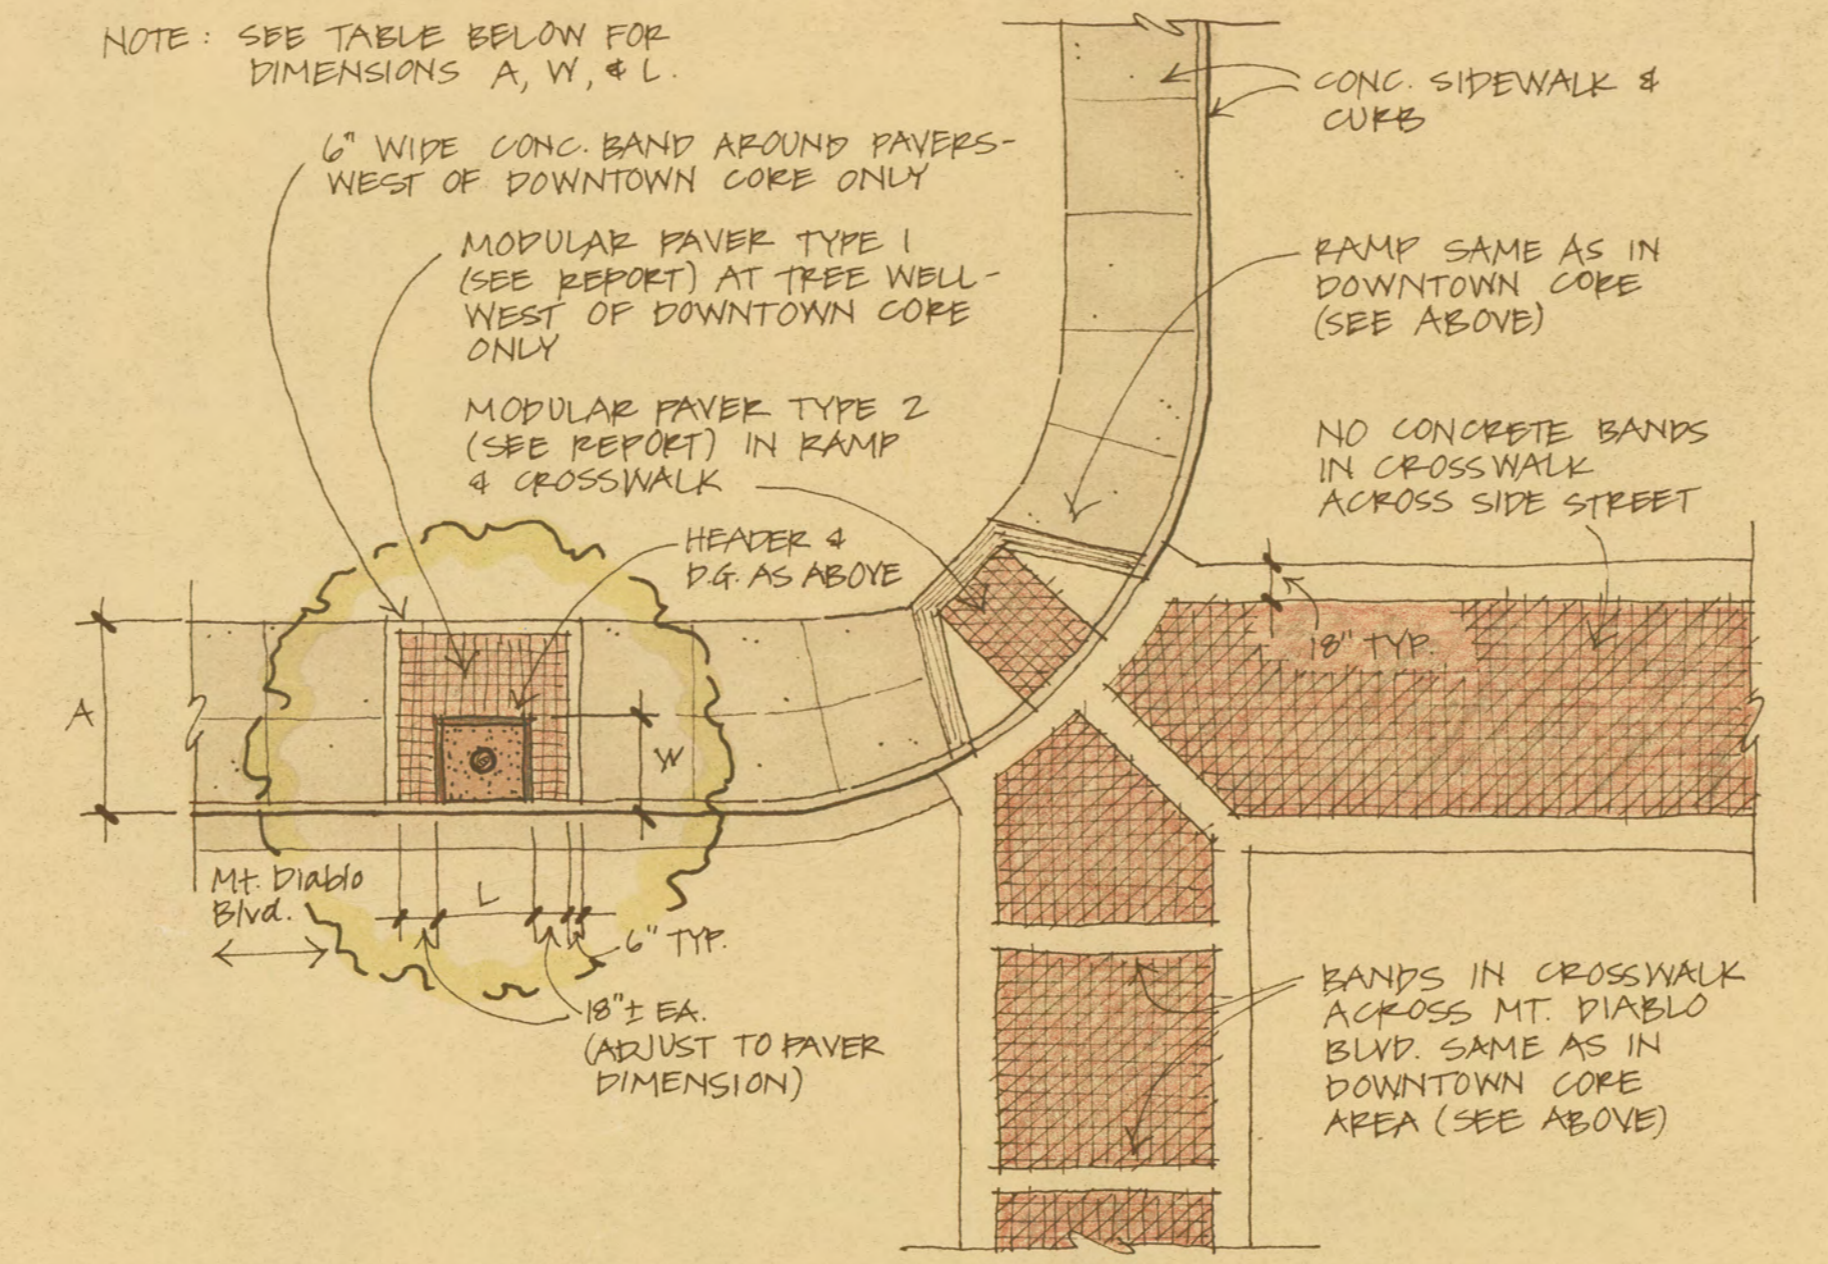 NOTE: SEE TABLE BELOW FOR
DIMENSIONS A, W, & L.
6" WIDE CONC. BAND AROUND PAVERS-
WEST OF DOWNTOWN CORE ONLY
MODULAR PAVER TYPE 1
(SEE REPORT) AT TREE WELL-
WEST OF DOWNTOWN CORE
ONLY
MODULAR PAVER TYPE 2
(SEE REPORT) IN RAMP
& CROSSWALK
HEADER &
D.G. AS ABOVE
CONC. SIDEWALK &
CURB
RAMP SAME AS IN
DOWNTOWN CORE
(SEE ABOVE)
NO CONCRETE BANDS
IN CROSSWALK
ACROSS SIDE STREET
18" TYP.
A
W
Mt. Diablo
Blvd.
L
6" TYP.
18"± EA.
(ADJUST TO PAVER
DIMENSION)
BANDS IN CROSSWALK
ACROSS MT. DIABLO
BLVD. SAME AS IN
DOWNTOWN CORE
AREA (SEE ABOVE)